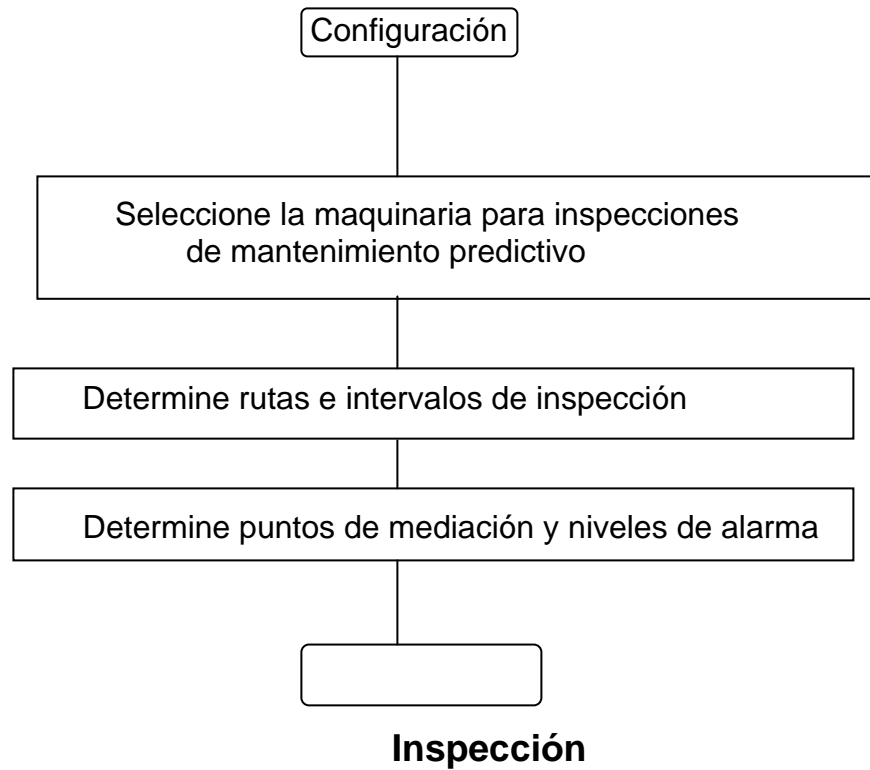 Configuración
Seleccione la maquinaria para inspecciones
de mantenimiento predictivo
Determine rutas e intervalos de inspección
Determine puntos de mediación y niveles de alarma
Inspección